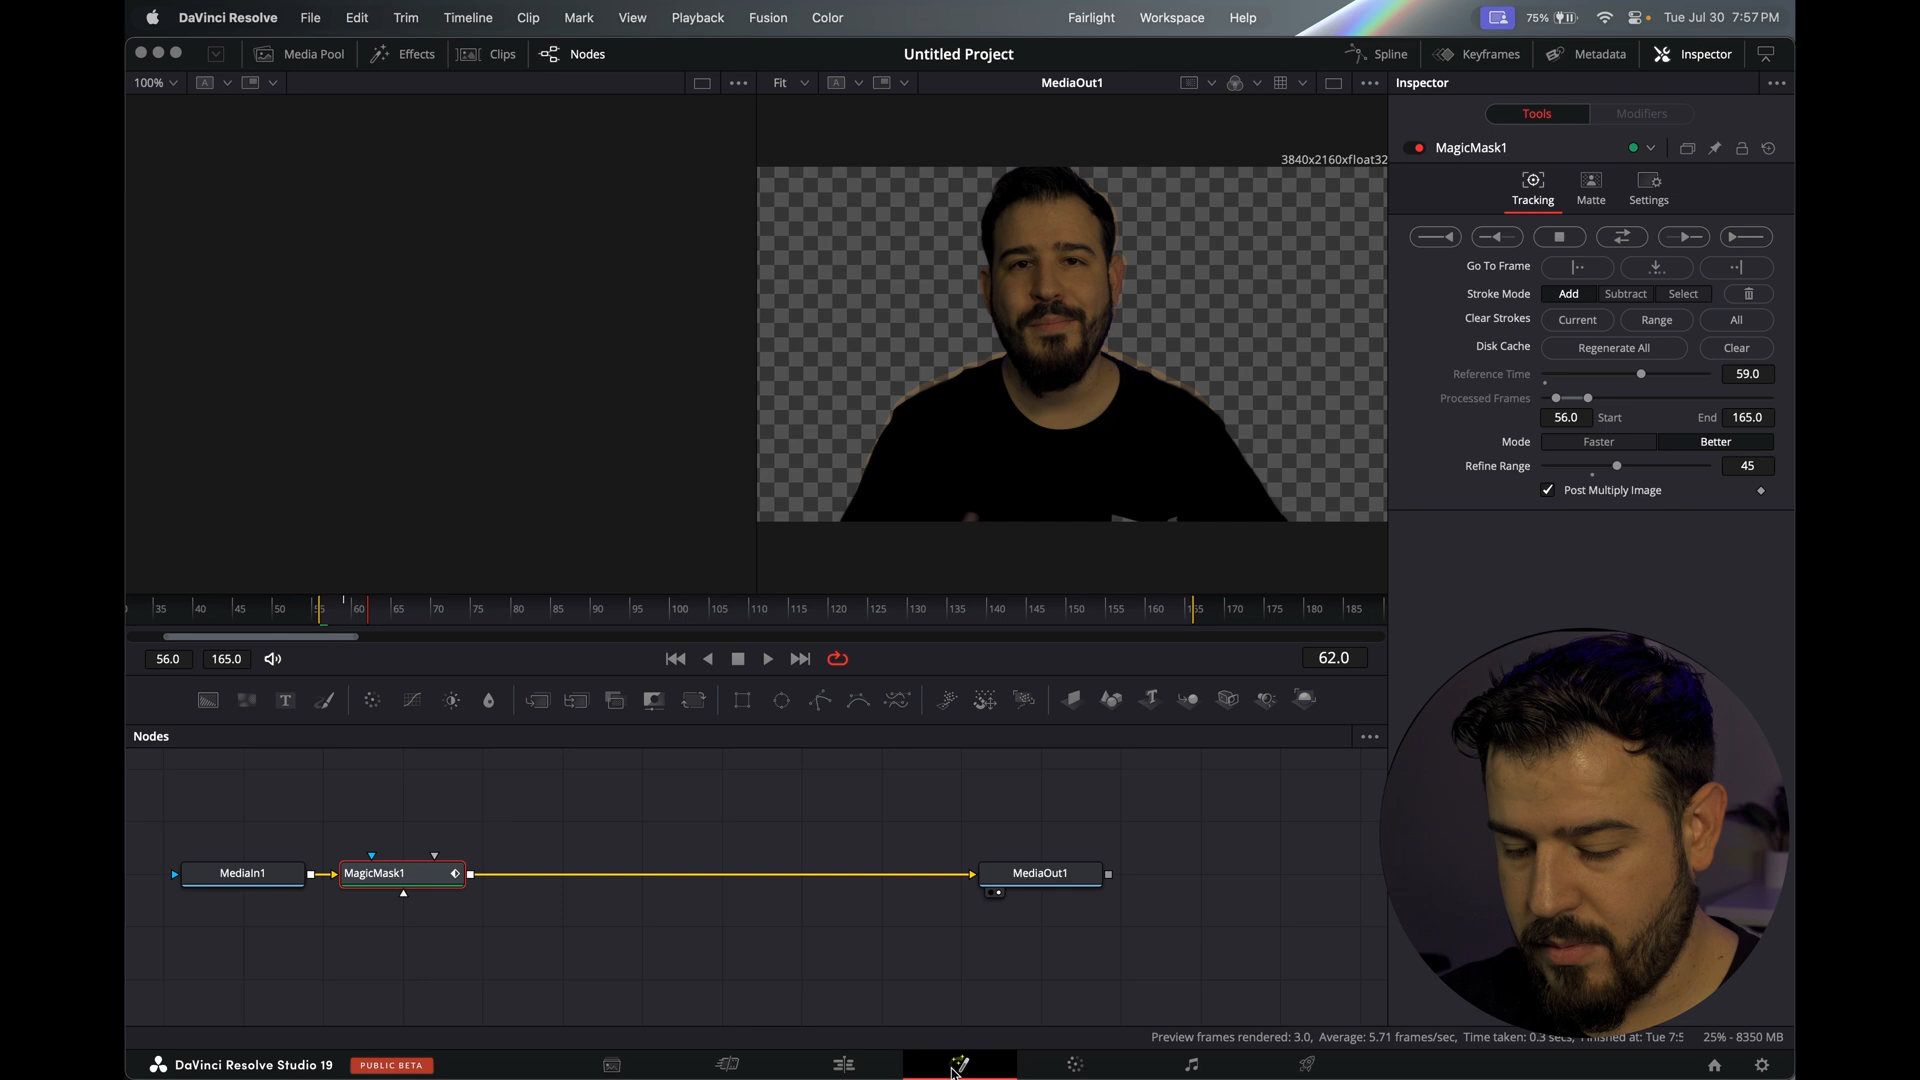 DaVinci Resolve File Edit Trim Timeline Clip Mark View Playback Fusion Color Fairlight Workspace Help 75% Tue Jul 30 7:57 PM
Media Pool Effects Clips Nodes Untitled Project Spline Keyframes Metadata Inspector
100% Fit MediaOut1 Inspector
Tools Modifiers
MagicMask1
3840x2160xfloat32
Tracking Matte Settings
Go To Frame
Stroke Mode Add Subtract Select
Clear Strokes Current Range All
Disk Cache Regenerate All Clear
Reference Time 59.0
Processed Frames
56.0 Start End 165.0
Mode Faster Better
Refine Range 45
Post Multiply Image
35 40 45 50 55 60 65 70 75 80 85 90 95 100 105 110 115 120 125 130 135 140 145 150 155 160 165 170 175 180 185
56.0 165.0 62.0
Nodes
MediaIn1 MagicMask1 MediaOut1
Preview frames rendered: 3.0, Average: 5.71 frames/sec, Time taken: 0.3 secs, Finished at: Tue 7:5 25% - 8350 MB
DaVinci Resolve Studio 19 PUBLIC BETA